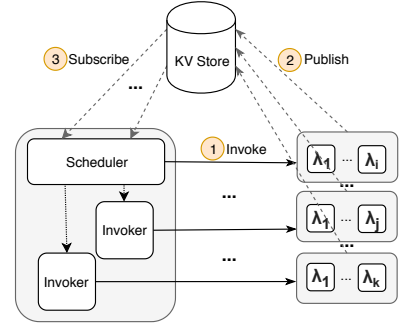 3 Subscribe
KV Store
2 Publish
...
Scheduler
1 Invoke
λ1 ... λi
...
...
Invoker
λ1 ... λj
...
...
Invoker
λ1 ... λk